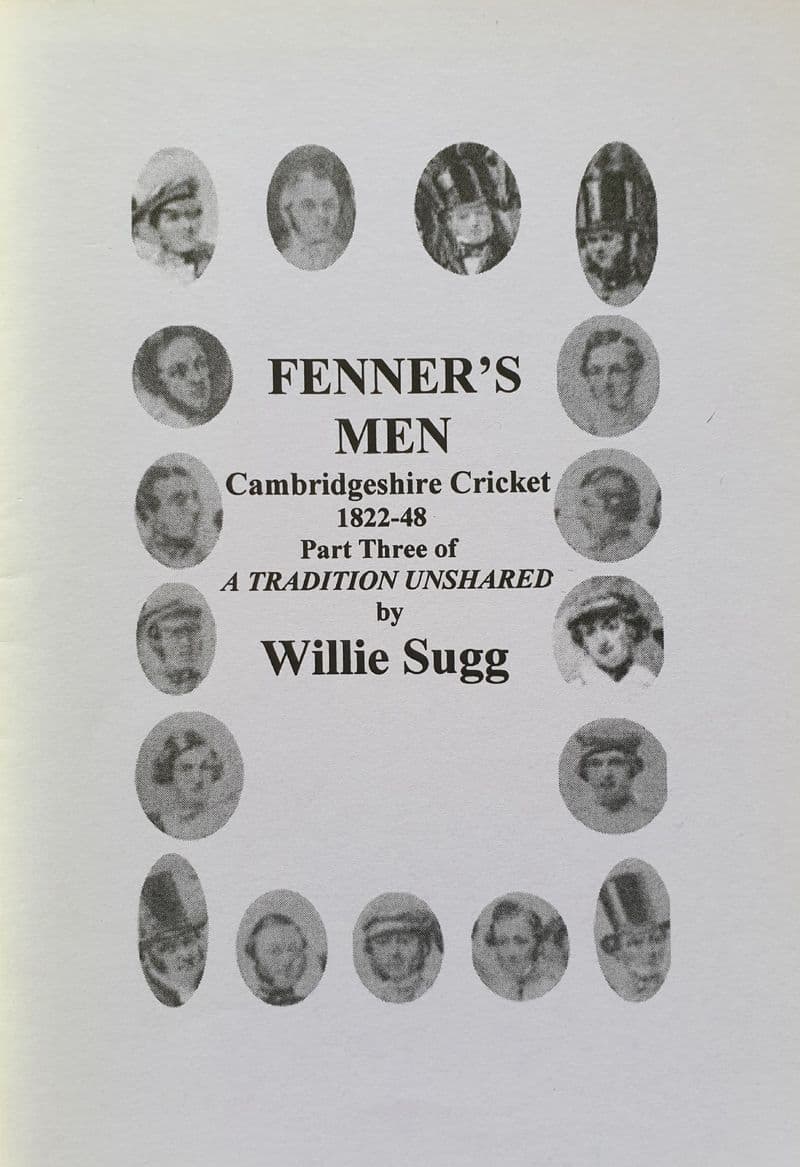 FENNER'S
MEN
Cambridgeshire Cricket
1822-48
Part Three of
A TRADITION UNSHARED
by
Willie Sugg